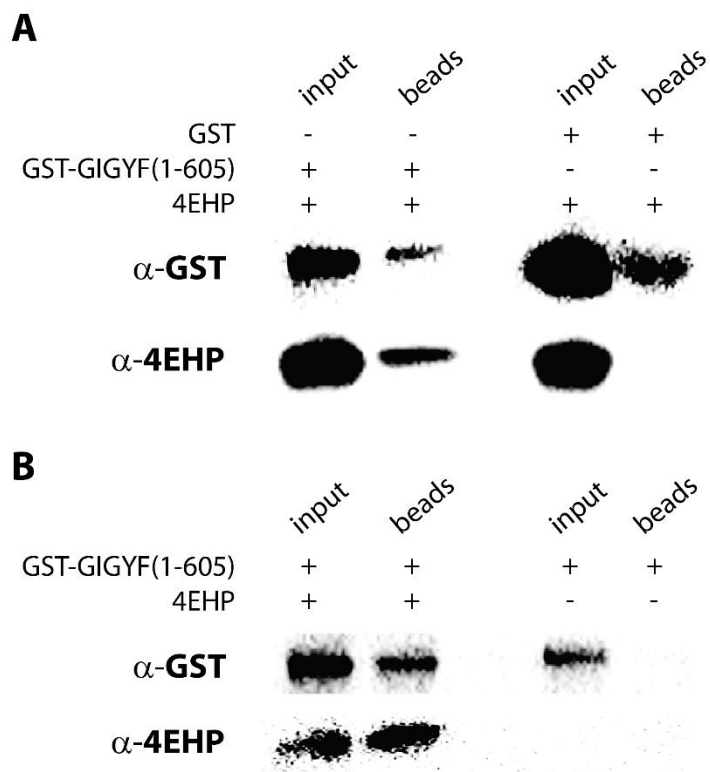 A
input beads input beads
GST - - + +
GST-GIGYF(1-605) + + - -
4EHP + + + +
α-GST
α-4EHP
B
input beads input beads
GST-GIGYF(1-605) + + + +
4EHP + + - -
α-GST
α-4EHP